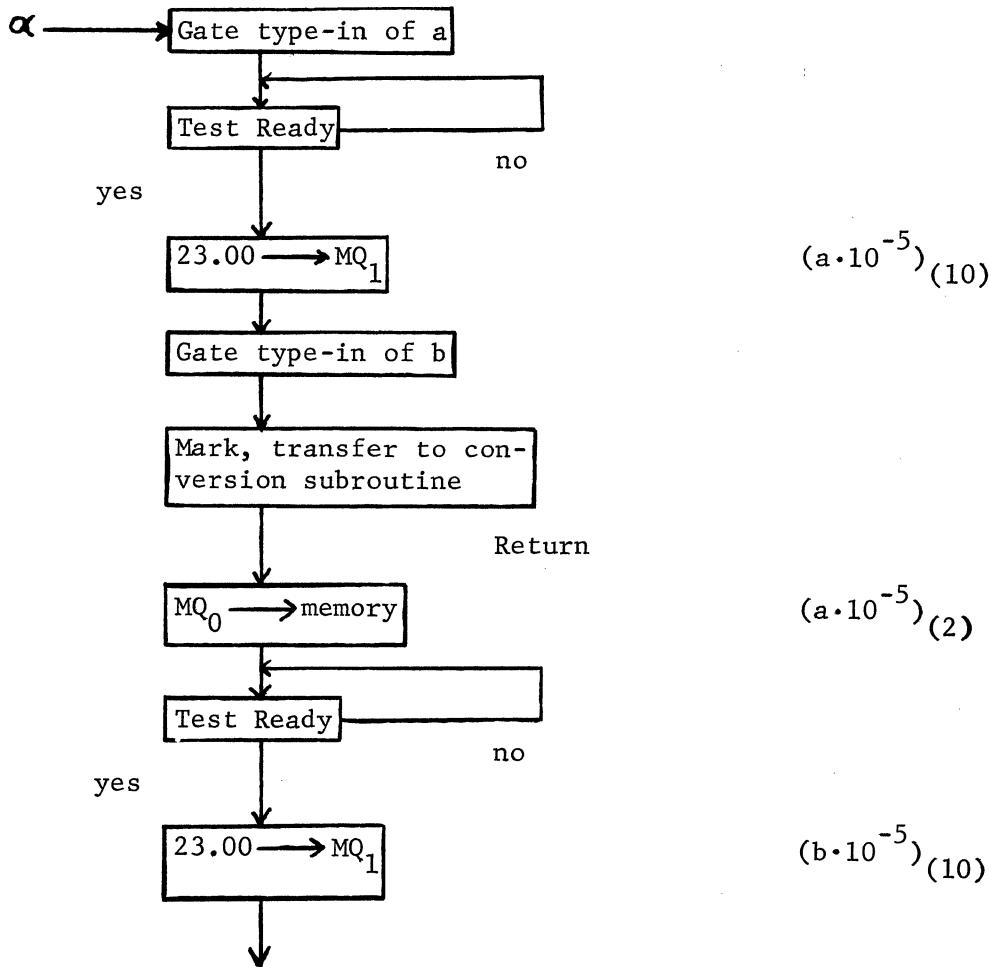 α
Gate type-in of a
Test Ready
no
yes
23.00 → MQ₁
(a·10⁻⁵)₍₁₀₎
Gate type-in of b
Mark, transfer to con-
version subroutine
Return
MQ₀ → memory
(a·10⁻⁵)₍₂₎
Test Ready
no
yes
23.00 → MQ₁
(b·10⁻⁵)₍₁₀₎